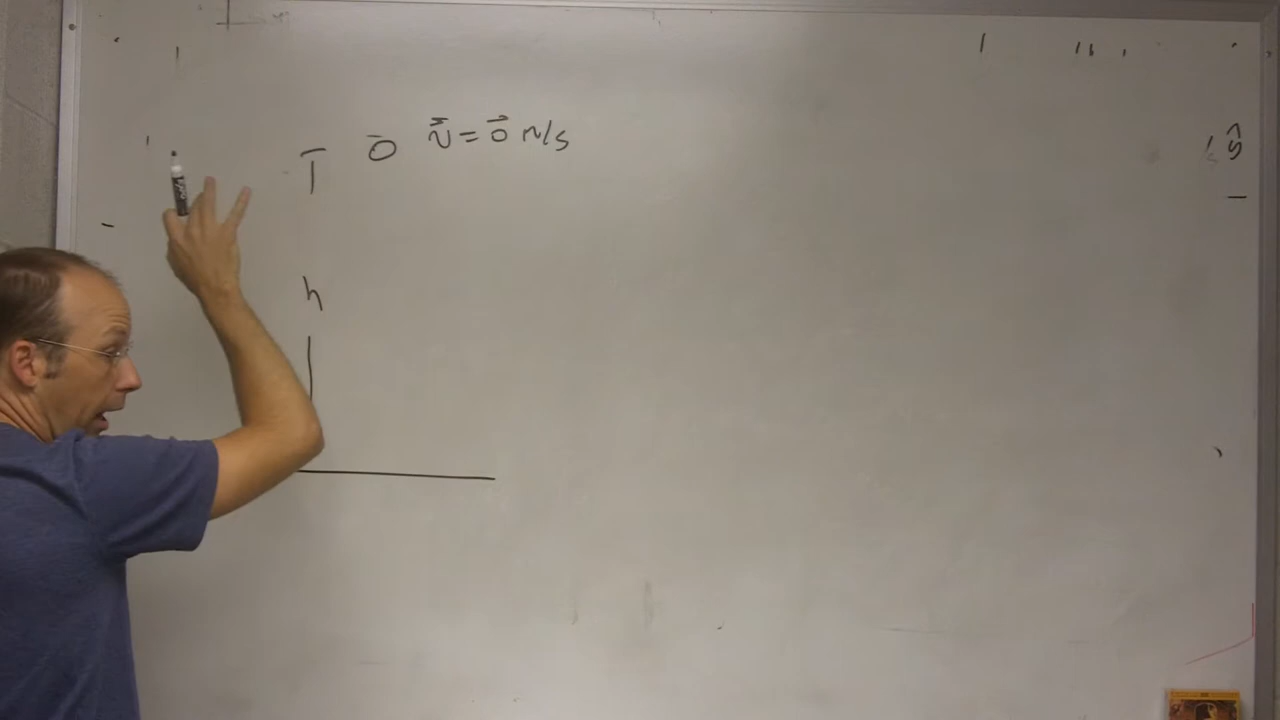 v⃗ = 0⃗ m/s
h
ŝ